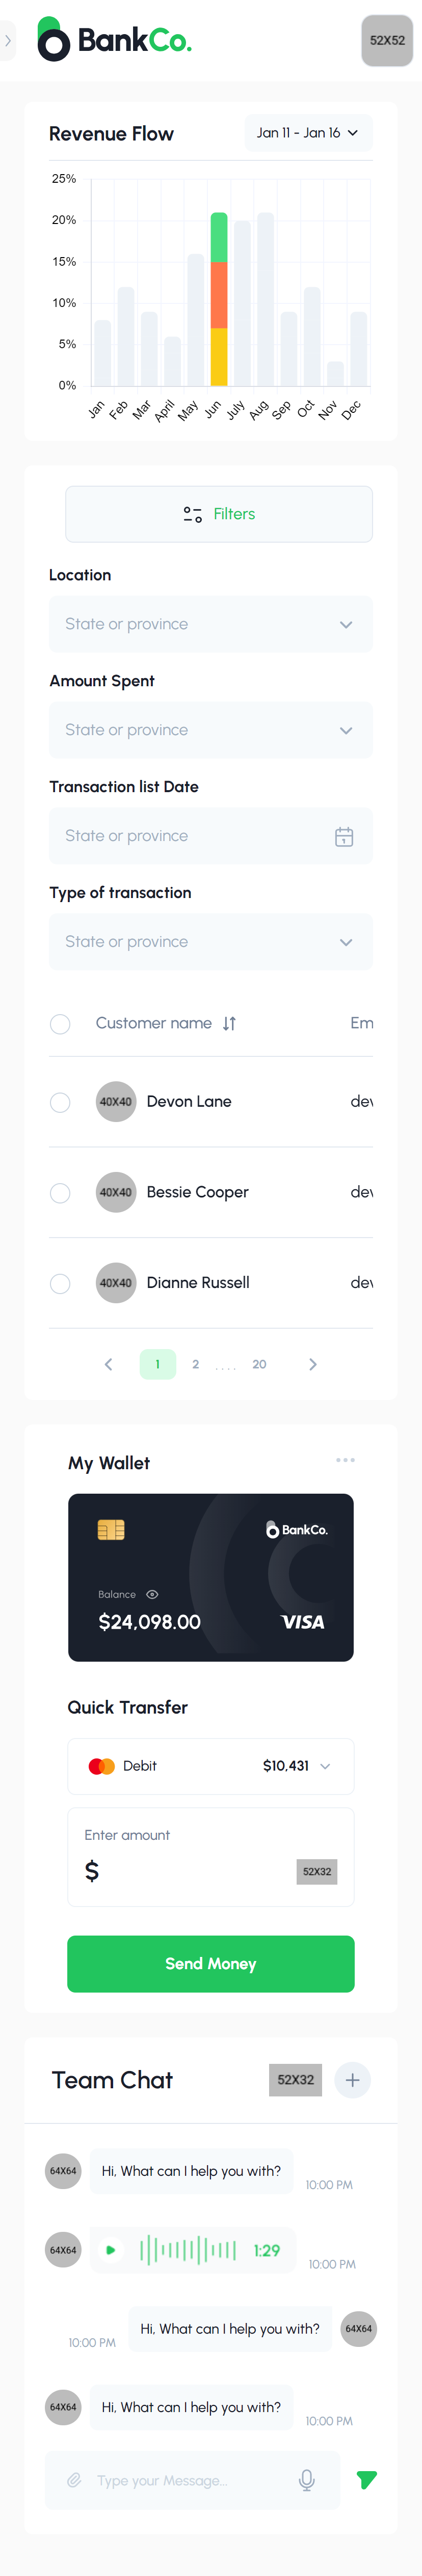 BankCo.
52X52
Revenue Flow
Jan 11 - Jan 16
25%
20%
15%
10%
5%
0%
Jan
Feb
Mar
April
May
Jun
July
Aug
Sep
Oct
Nov
Dec
Filters
Location
State or province
Amount Spent
State or province
Transaction list Date
State or province
1
Type of transaction
State or province
Customer name Em
40X40 Devon Lane dev
40X40 Bessie Cooper dev
40X40 Dianne Russell dev
1 2 .... 20
My Wallet
BankCo.
Balance
$24,098.00 VISA
Quick Transfer
Debit $10,431
Enter amount
$ 52X32
Send Money
Team Chat 52X32
64X64 Hi, What can I help you with?
10:00 PM
64X64 1:29
10:00 PM
Hi, What can I help you with? 64X64
10:00 PM
64X64 Hi, What can I help you with?
10:00 PM
Type your Message...